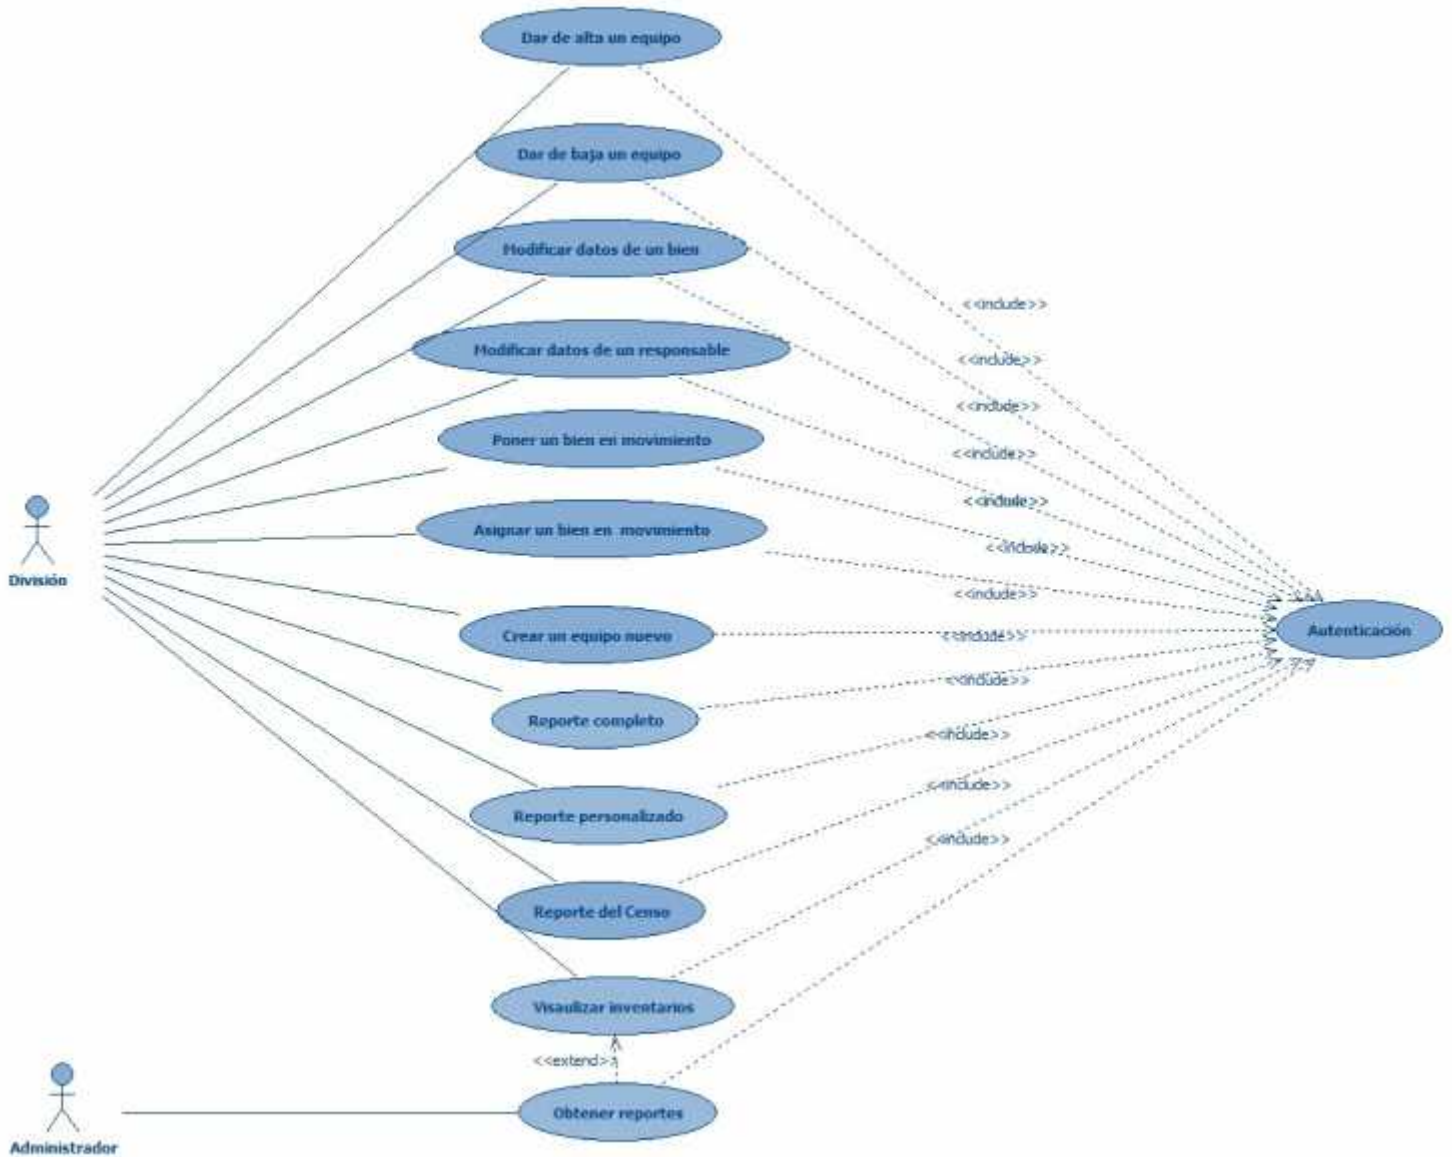 Dar de alta un equipo
Dar de baja un equipo
Modificar datos de un bien
<<include>>
Modificar datos de un responsable
<<include>>
<<include>>
Poner un bien en movimiento
<<include>>
<<include>>
Asignar un bien en movimiento
<<include>>
División
<<include>>
Crear un equipo nuevo
<<include>>
Autenticación
<<include>>
Reporte completo
<<include>>
<<include>>
Reporte personalizado
<<include>>
Reporte del Censo
Visaulizar inventarios
<<extend>>
Obtener reportes
Administrador